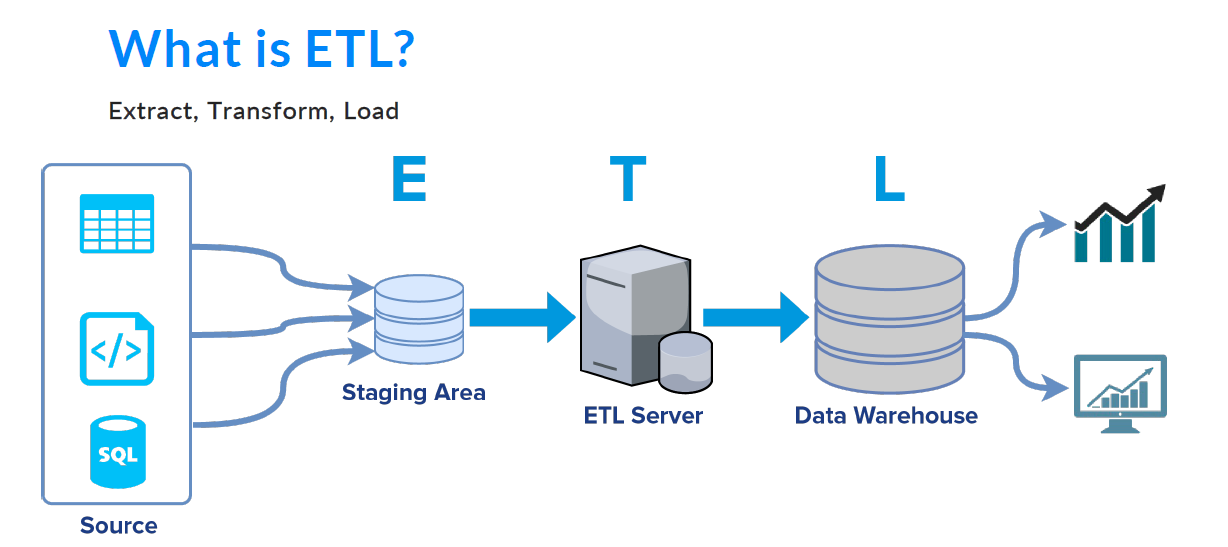 What is ETL?
Extract, Transform, Load
E
T
L
</>
SQL
Staging Area
ETL Server
Data Warehouse
Source